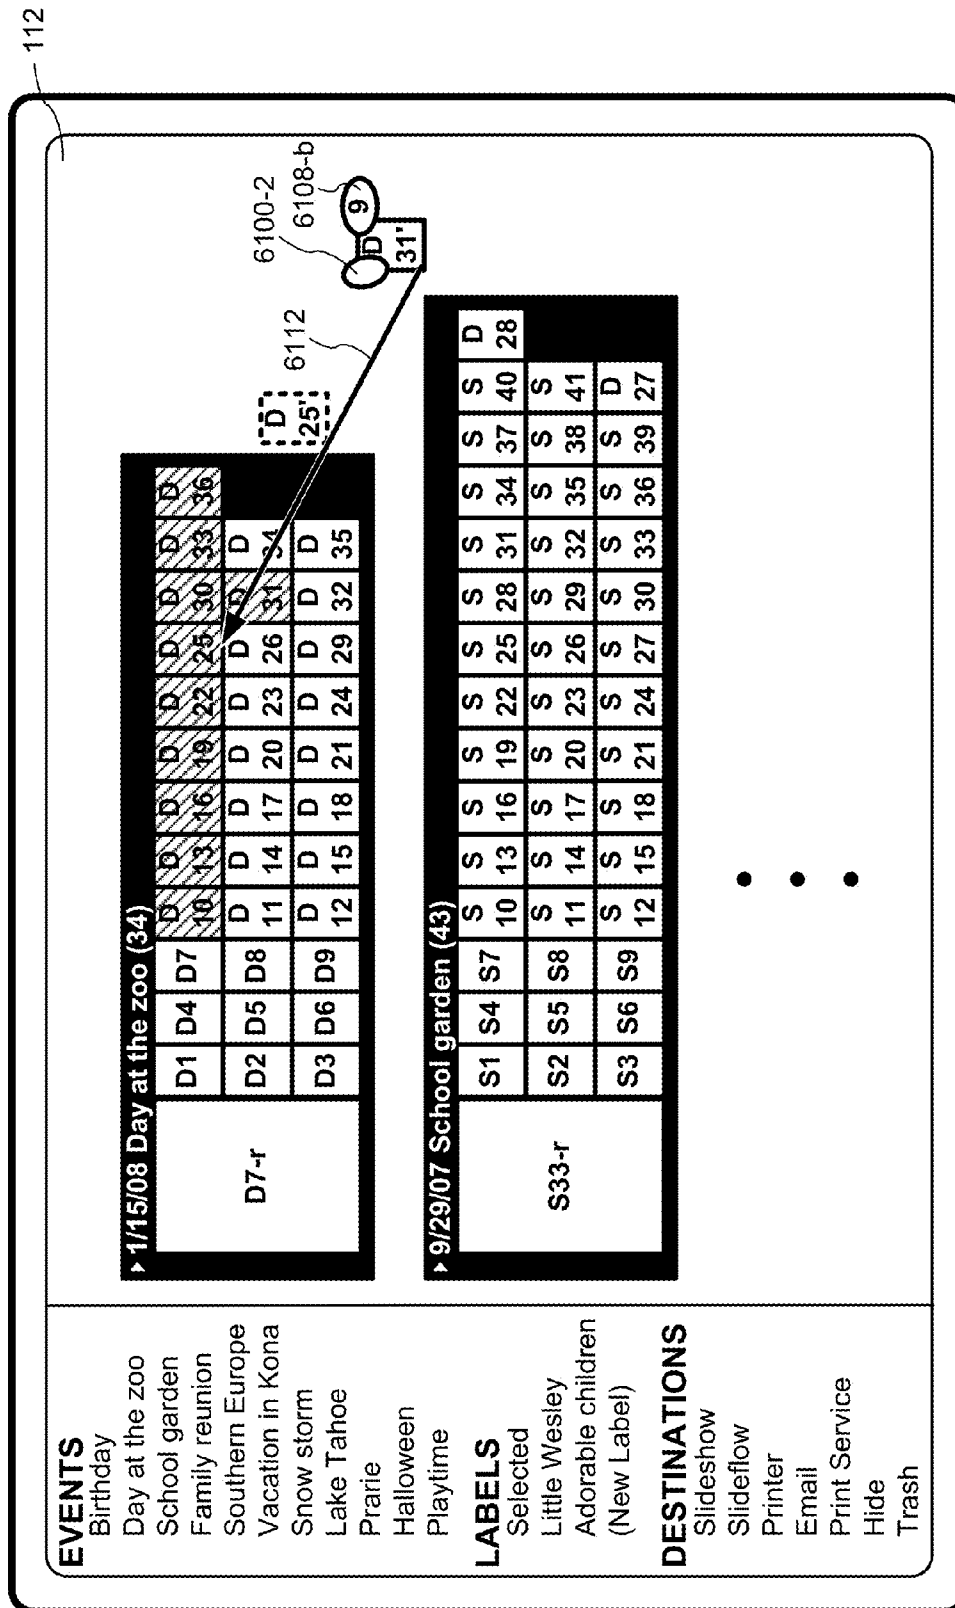 112
EVENTS
Birthday
Day at the zoo
School garden
Family reunion
Southern Europe
Vacation in Kona
Snow storm
Lake Tahoe
Prarie
Halloween
Playtime
LABELS
Selected
Little Wesley
Adorable children
(New Label)
DESTINATIONS
Slideshow
Slideflow
Printer
Email
Print Service
Hide
Trash
1/15/08 Day at the zoo (34)
D7-r
D1 D4 D7 D 10 D 13 D 16 D 19 D 22 D 25 D 30 D 33 D 36
D2 D5 D8 D 11 D 14 D 17 D 20 D 23 D 26 D 31 D 34
D3 D6 D9 D 12 D 15 D 18 D 21 D 24 D 29 D 32 D 35
D 25'
6112
6100-2
6108-b
9
D 31'
9/29/07 School garden (43)
S33-r
S1 S4 S7 S 10 S 13 S 16 S 19 S 22 S 25 S 28 S 31 S 34 S 37 S 40 D 28
S2 S5 S8 S 11 S 14 S 17 S 20 S 23 S 26 S 29 S 32 S 35 S 38 S 41
S3 S6 S9 S 12 S 15 S 18 S 21 S 24 S 27 S 30 S 33 S 36 S 39 D 27